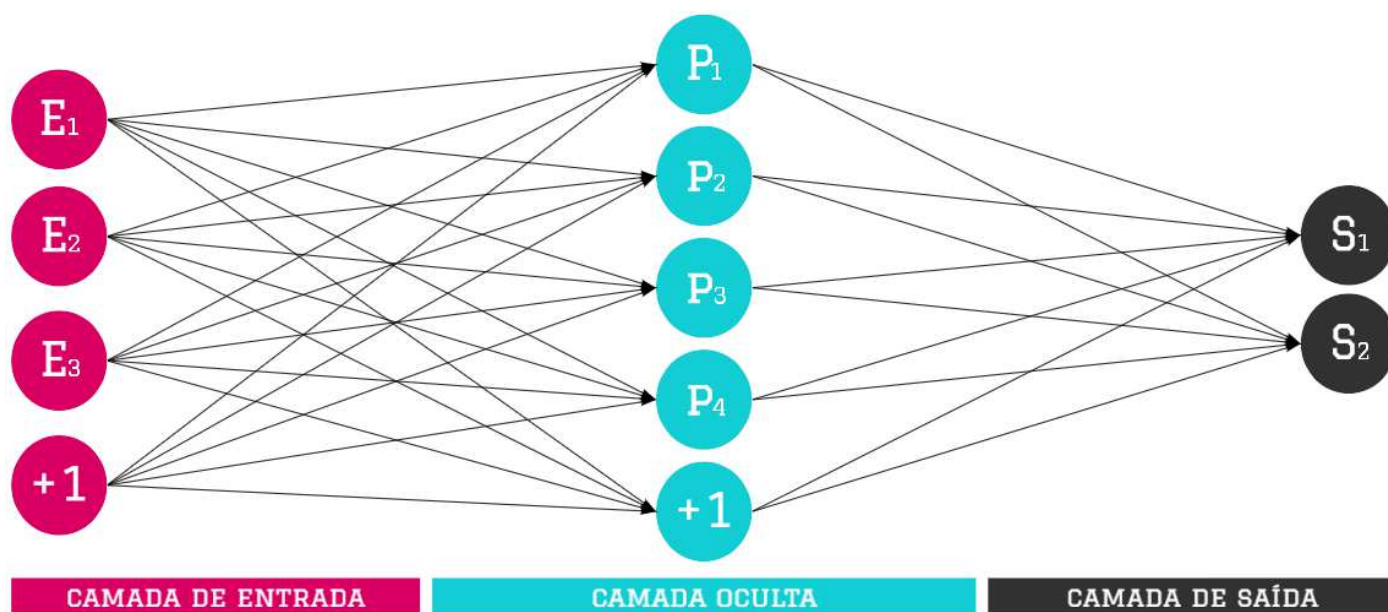 E1
E2
E3
+1
P1
P2
P3
P4
+1
S1
S2
CAMADA DE ENTRADA
CAMADA OCULTA
CAMADA DE SAÍDA